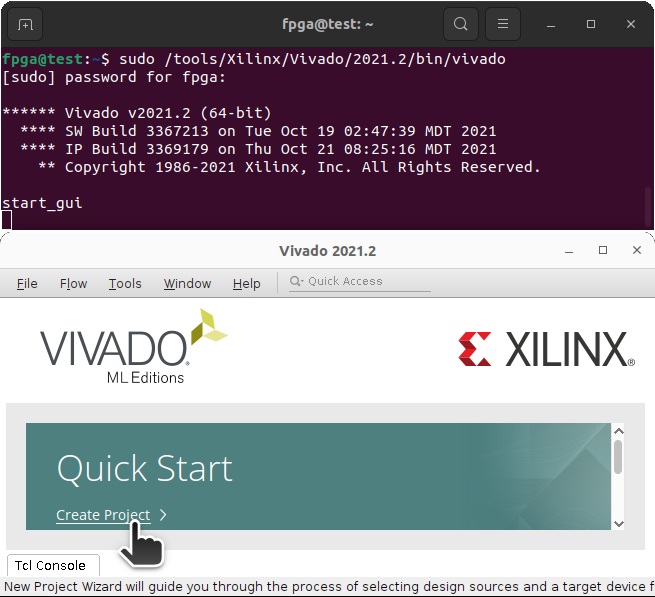 fpga@test: ~
fpga@test:~$ sudo /tools/Xilinx/Vivado/2021.2/bin/vivado
[sudo] password for fpga:
****** Vivado v2021.2 (64-bit)
**** SW Build 3367213 on Tue Oct 19 02:47:39 MDT 2021
**** IP Build 3369179 on Thu Oct 21 08:25:16 MDT 2021
** Copyright 1986-2021 Xilinx, Inc. All Rights Reserved.
start_gui
Vivado 2021.2
File Flow Tools Window Help Quick Access
VIVADO
ML Editions
XILINX®
Quick Start
Create Project >
Tcl Console
New Project Wizard will guide you through the process of selecting design sources and a target device f